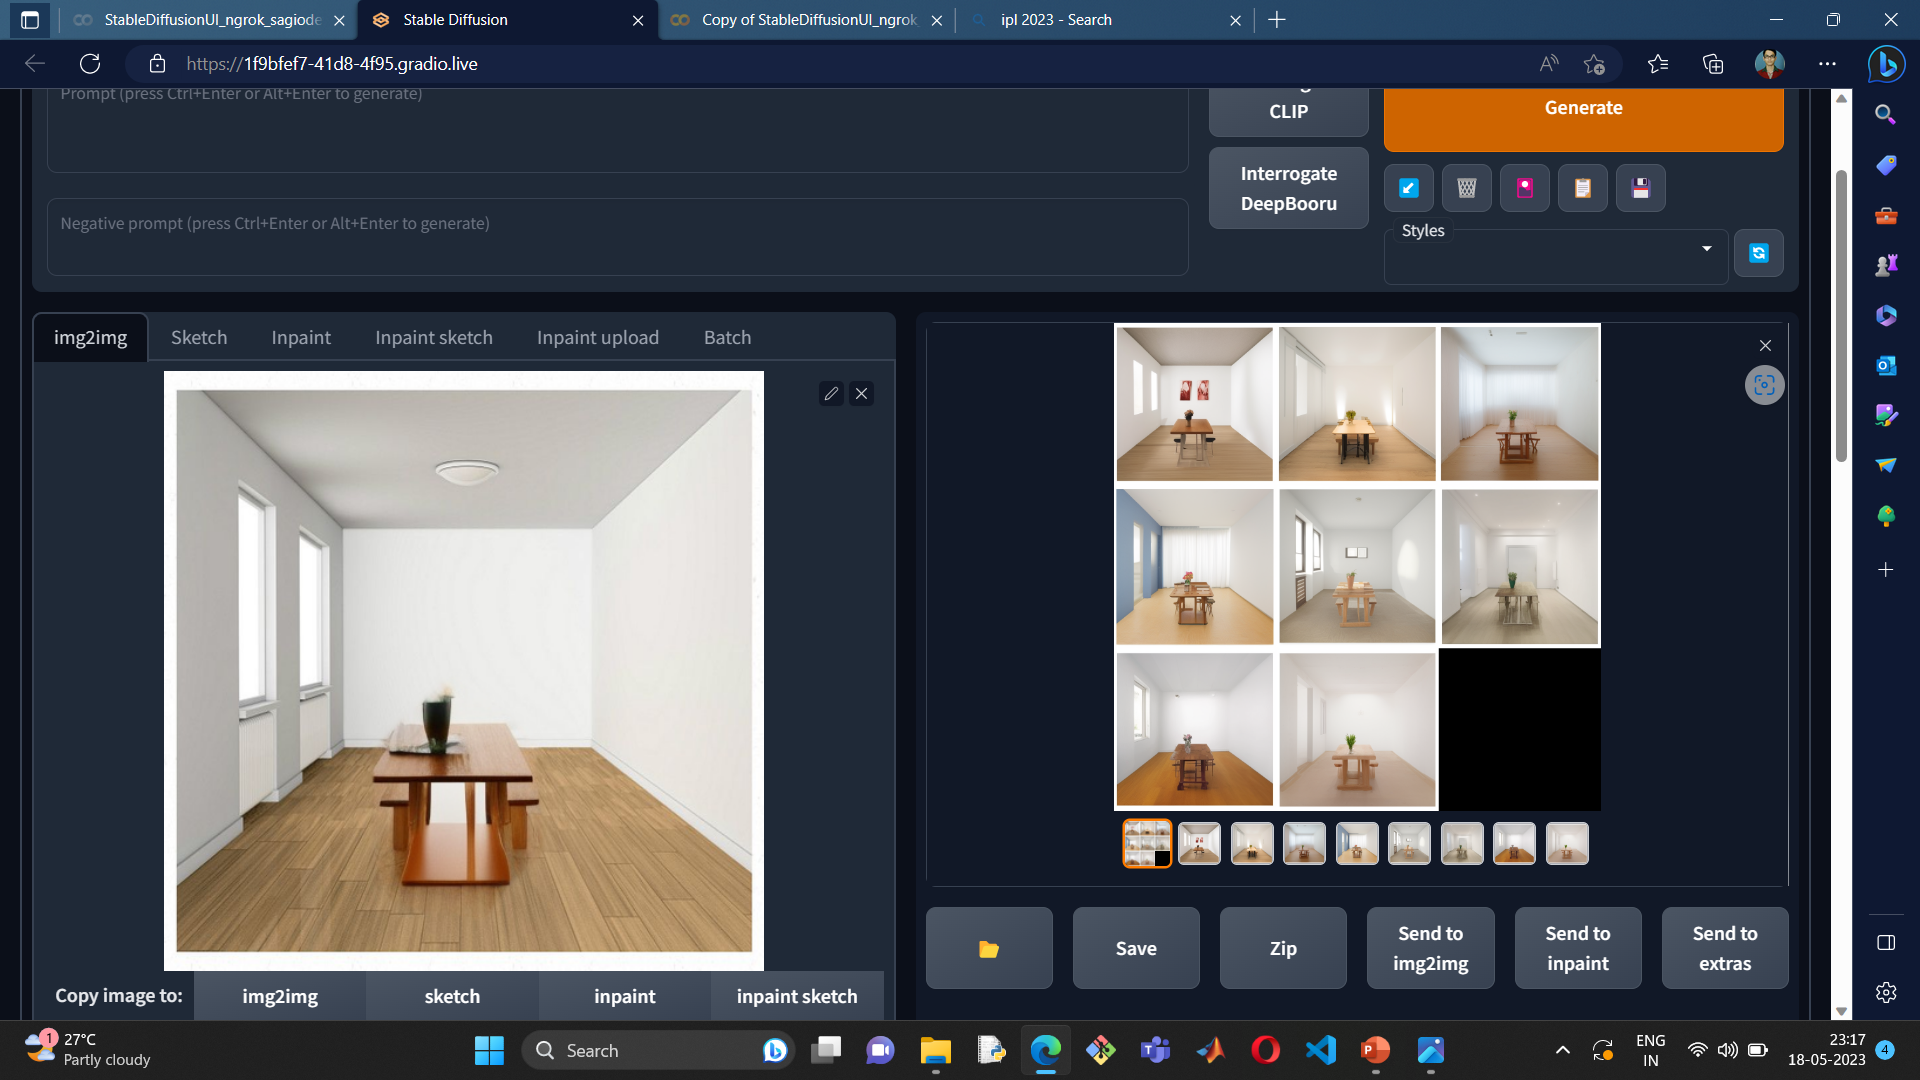 StableDiffusionUI_ngrok_sagiode
Stable Diffusion
Copy of StableDiffusionUI_ngrok
ipl 2023 - Search
https://1f9bfef7-41d8-4f95.gradio.live
Prompt (press Ctrl+Enter or Alt+Enter to generate)
CLIP
Generate
Interrogate
DeepBooru
Negative prompt (press Ctrl+Enter or Alt+Enter to generate)
Styles
img2img
Sketch
Inpaint
Inpaint sketch
Inpaint upload
Batch
Save
Zip
Send to
img2img
Send to
inpaint
Send to
extras
Copy image to:
img2img
sketch
inpaint
inpaint sketch
1
27°C
Partly cloudy
Search
ENG
IN
23:17
18-05-2023
4